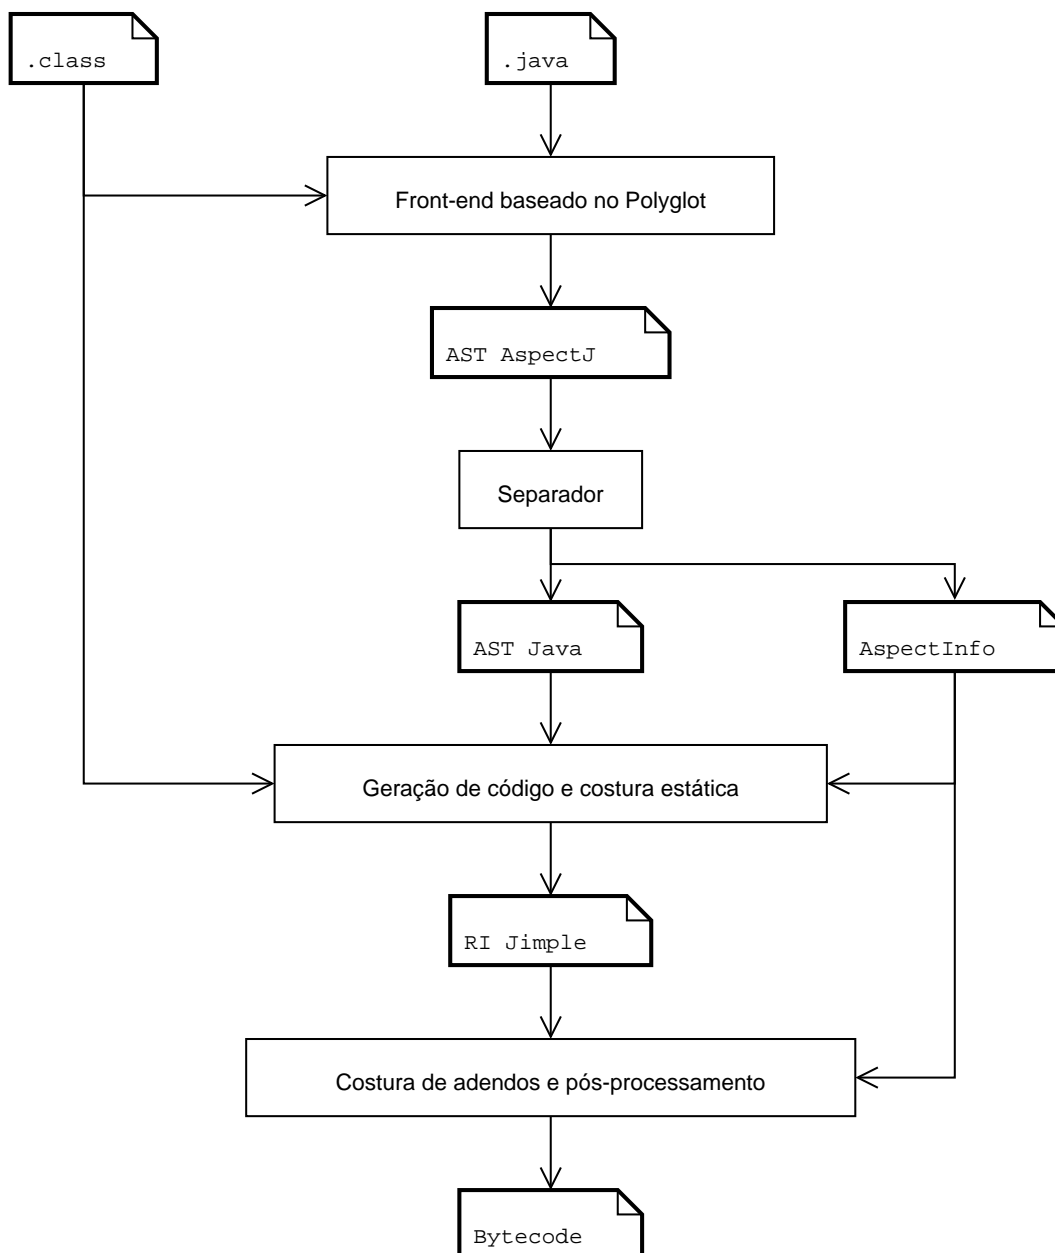 .class
.java
Front-end baseado no Polyglot
AST AspectJ
Separador
AST Java
AspectInfo
Geração de código e costura estática
RI Jimple
Costura de adendos e pós-processamento
Bytecode